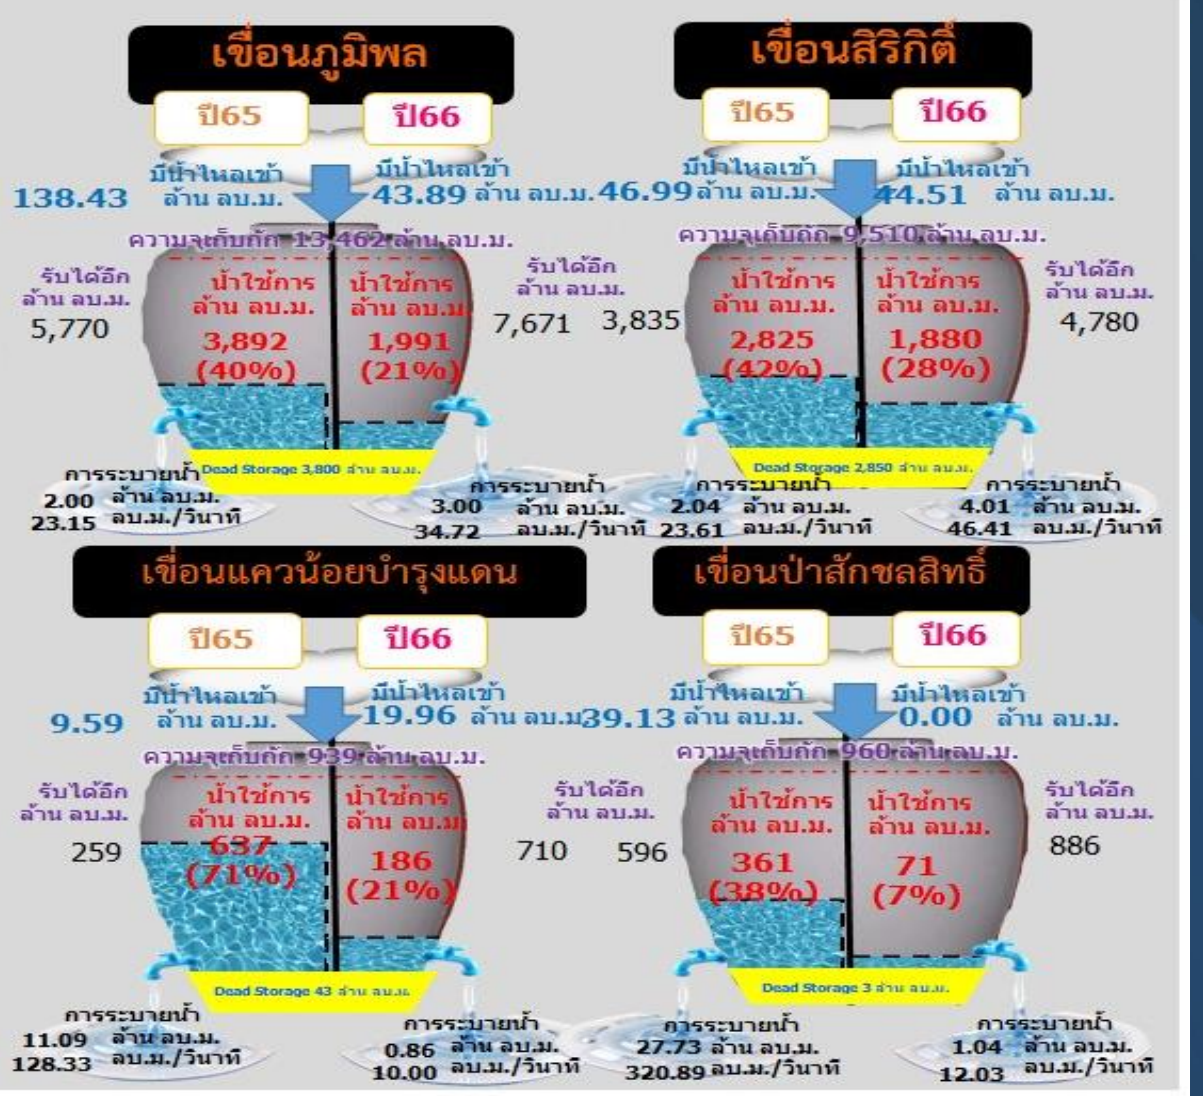 เขื่อนภูมิพล
ปี65
ปี66
มีน้ำไหลเข้า
138.43 ล้าน ลบ.ม.
มีน้ำไหลเข้า
43.89 ล้าน ลบ.ม.
ความจุเก็บกัก 13,462 ล้าน ลบ.ม.
รับได้อีก
ล้าน ลบ.ม.
5,770
น้ำใช้การ
ล้าน ลบ.ม.
3,892
(40%)
น้ำใช้การ
ล้าน ลบ.ม.
1,991
(21%)
รับได้อีก
ล้าน ลบ.ม.
7,671
Dead Storage 3,800 ล้าน ลบ.ม.
การระบายน้ำ
2.00 ล้าน ลบ.ม.
23.15 ลบ.ม./วินาที
การระบายน้ำ
3.00 ล้าน ลบ.ม.
34.72 ลบ.ม./วินาที
เขื่อนสิริกิติ์
ปี65
ปี66
มีน้ำไหลเข้า
46.99 ล้าน ลบ.ม.
มีน้ำไหลเข้า
44.51 ล้าน ลบ.ม.
ความจุเก็บกัก 9,510 ล้าน ลบ.ม.
3,835
น้ำใช้การ
ล้าน ลบ.ม.
2,825
(42%)
น้ำใช้การ
ล้าน ลบ.ม.
1,880
(28%)
รับได้อีก
ล้าน ลบ.ม.
4,780
Dead Storage 2,850 ล้าน ลบ.ม.
การระบายน้ำ
2.04 ล้าน ลบ.ม.
23.61 ลบ.ม./วินาที
การระบายน้ำ
4.01 ล้าน ลบ.ม.
46.41 ลบ.ม./วินาที
เขื่อนแควน้อยบำรุงแดน
ปี65
ปี66
มีน้ำไหลเข้า
9.59 ล้าน ลบ.ม.
มีน้ำไหลเข้า
19.96 ล้าน ลบ.ม
ความจุเก็บกัก 939 ล้าน ลบ.ม.
รับได้อีก
ล้าน ลบ.ม.
259
น้ำใช้การ
ล้าน ลบ.ม.
637
(71%)
น้ำใช้การ
ล้าน ลบ.ม.
186
(21%)
รับได้อีก
ล้าน ลบ.ม.
710
Dead Storage 43 ล้าน ลบ.ม.
การระบายน้ำ
11.09 ล้าน ลบ.ม.
128.33 ลบ.ม./วินาที
การระบายน้ำ
0.86 ล้าน ลบ.ม.
10.00 ลบ.ม./วินาที
เขื่อนป่าสักชลสิทธิ์
ปี65
ปี66
มีน้ำไหลเข้า
39.13 ล้าน ลบ.ม.
มีน้ำไหลเข้า
0.00 ล้าน ลบ.ม.
ความจุเก็บกัก 960 ล้าน ลบ.ม.
596
น้ำใช้การ
ล้าน ลบ.ม.
361
(38%)
น้ำใช้การ
ล้าน ลบ.ม.
71
(7%)
รับได้อีก
ล้าน ลบ.ม.
886
Dead Storage 3 ล้าน ลบ.ม.
การระบายน้ำ
27.73 ล้าน ลบ.ม.
320.89 ลบ.ม./วินาที
การระบายน้ำ
1.04 ล้าน ลบ.ม.
12.03 ลบ.ม./วินาที